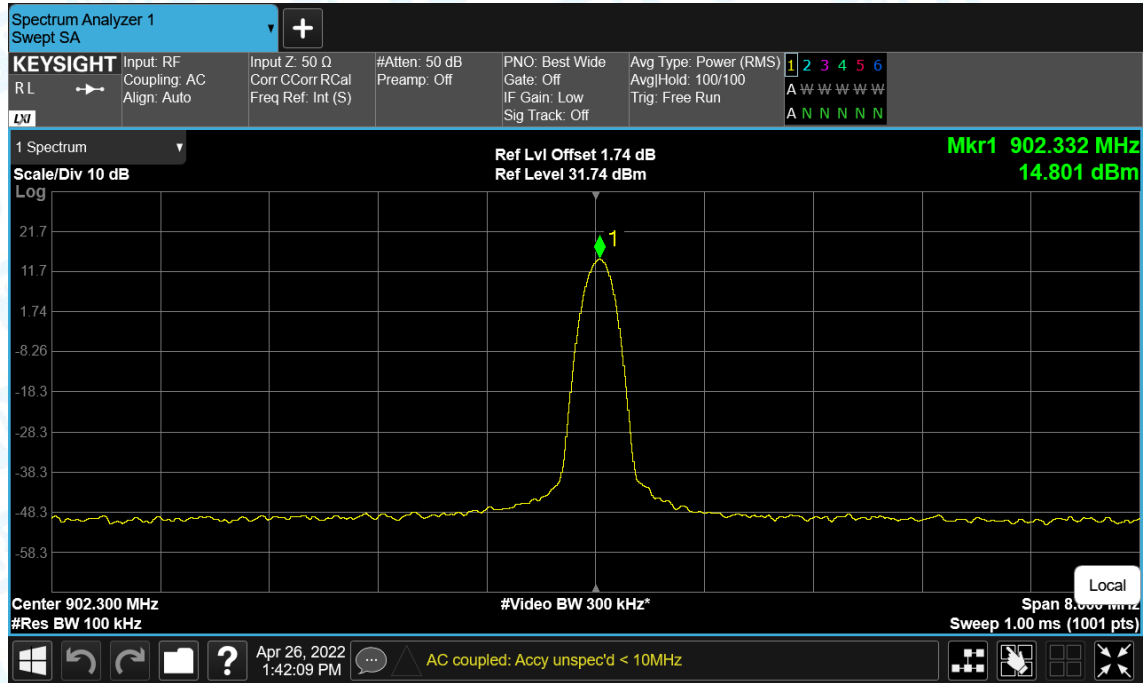 Spectrum Analyzer 1
Swept SA
KEYSIGHT
R L
LXI
Input: RF
Coupling: AC
Align: Auto
Input Z: 50 Ω
Corr CCorr RCal
Freq Ref: Int (S)
#Atten: 50 dB
Preamp: Off
PNO: Best Wide
Gate: Off
IF Gain: Low
Sig Track: Off
Avg Type: Power (RMS)
Avg|Hold: 100/100
Trig: Free Run
1 2 3 4 5 6
A W W W W W
A N N N N N
1 Spectrum
Scale/Div 10 dB
Log
Ref Lvl Offset 1.74 dB
Ref Level 31.74 dBm
Mkr1 902.332 MHz
14.801 dBm
1
21.7
11.7
1.74
-8.26
-18.3
-28.3
-38.3
-48.3
-58.3
Local
Center 902.300 MHz
#Res BW 100 kHz
#Video BW 300 kHz*
Span
Sweep 1.00 ms (1001 pts)
?
Apr 26, 2022
1:42:09 PM
AC coupled: Accy unspec'd < 10MHz